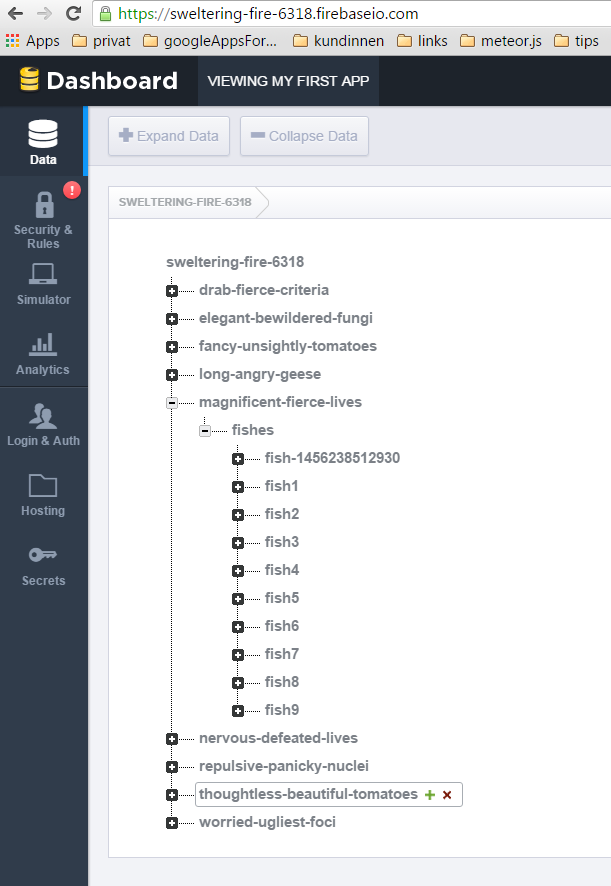 https://sweltering-fire-6318.firebaseio.com
Apps privat googleAppsFor... kundinnen links meteor.js tips
Dashboard VIEWING MY FIRST APP
Data
Security & Rules
Simulator
Analytics
Login & Auth
Hosting
Secrets
Expand Data Collapse Data
SWELTERING-FIRE-6318
sweltering-fire-6318
drab-fierce-criteria
elegant-bewildered-fungi
fancy-unsightly-tomatoes
long-angry-geese
magnificent-fierce-lives
fishes
fish-1456238512930
fish1
fish2
fish3
fish4
fish5
fish6
fish7
fish8
fish9
nervous-defeated-lives
repulsive-panicky-nuclei
thoughtless-beautiful-tomatoes
worried-ugliest-foci